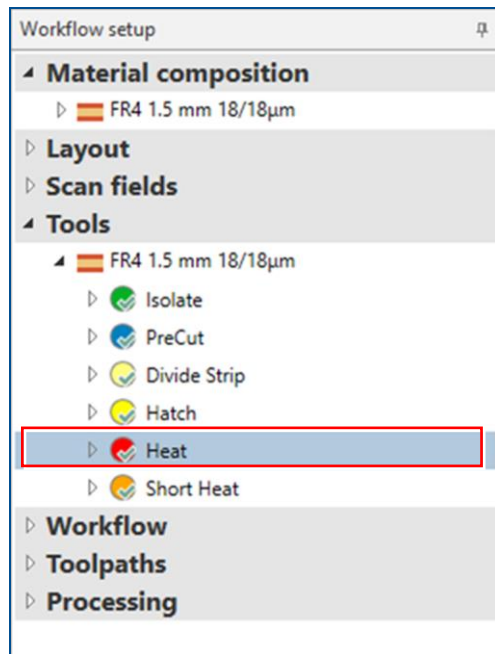 Workflow setup
Material composition
FR4 1.5 mm 18/18µm
Layout
Scan fields
Tools
FR4 1.5 mm 18/18µm
Isolate
PreCut
Divide Strip
Hatch
Heat
Short Heat
Workflow
Toolpaths
Processing